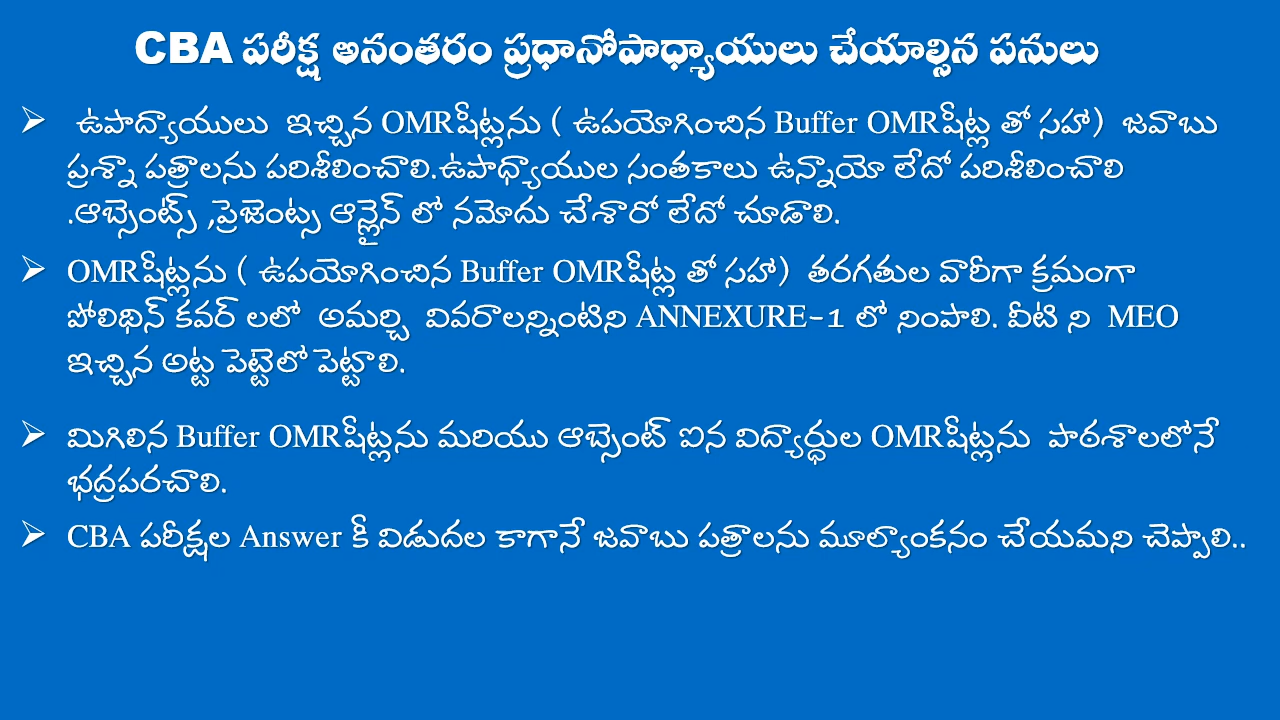 CBA పరీక్ష అనంతరం ప్రధానోపాధ్యాయులు చేయాల్సిన పనులు
➢ ఉపాద్యాయులు ఇచ్చిన OMRషీట్లను ( ఉపయోగించిన Buffer OMRషీట్ల తో సహా) జవాబు
ప్రశ్నా పత్రాలను పరిశీలించాలి.ఉపాధ్యాయుల సంతకాలు ఉన్నాయో లేదో పరిశీలించాలి
.ఆబ్సెంట్స్ ,ప్రెజెంట్స ఆన్లైన్ లో నమోదు చేశారో లేదో చూడాలి.
➢ OMRషీట్లను ( ఉపయోగించిన Buffer OMRషీట్ల తో సహా) తరగతుల వారీగా క్రమంగా
పోలిథిన్ కవర్ లలో అమర్చి వివరాలన్నింటిని ANNEXURE-1 లో నింపాలి. వీటి ని MEO
ఇచ్చిన అట్ట పెట్టెలో పెట్టాలి.
➢ మిగిలిన Buffer OMRషీట్లను మరియు ఆబ్సెంట్ ఐన విద్యార్ధుల OMRషీట్లను పాఠశాలలోనే
భద్రపరచాలి.
➢ CBA పరీక్షల Answer కీ విడుదల కాగానే జవాబు పత్రాలను మూల్యాంకనం చేయమని చెప్పాలి..